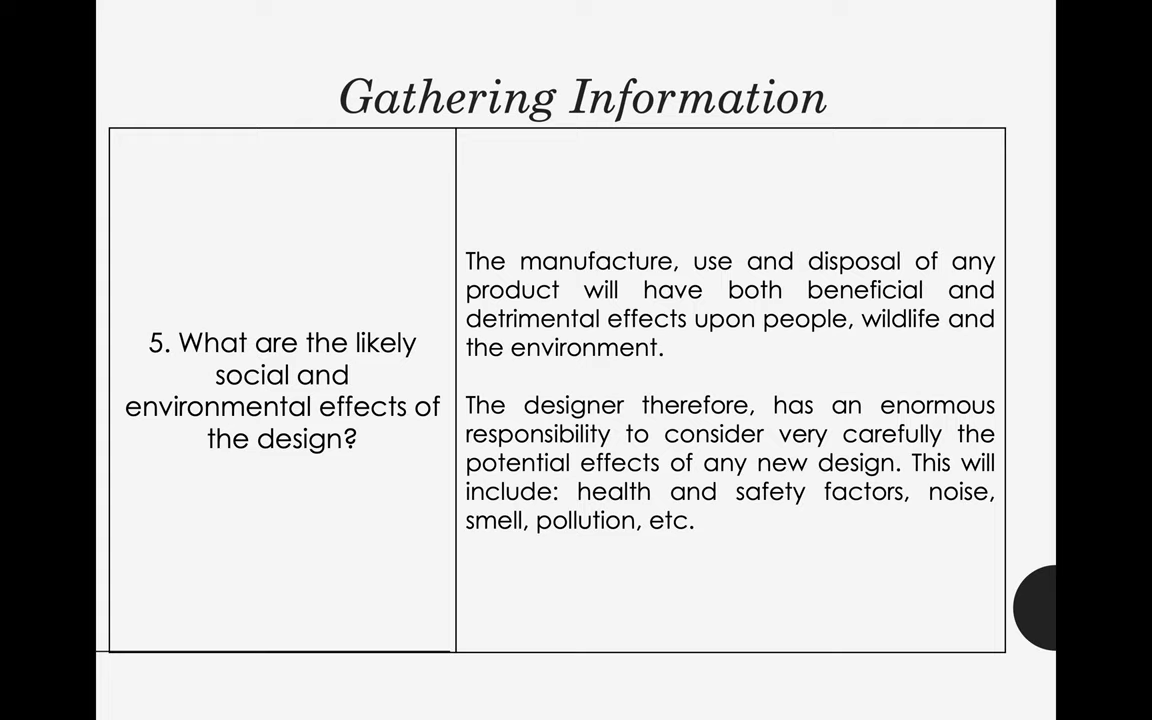 Gathering Information
5. What are the likely
social and
environmental effects of
the design?
The manufacture, use and disposal of any
product will have both beneficial and
detrimental effects upon people, wildlife and
the environment.
The designer therefore, has an enormous
responsibility to consider very carefully the
potential effects of any new design. This will
include: health and safety factors, noise,
smell, pollution, etc.